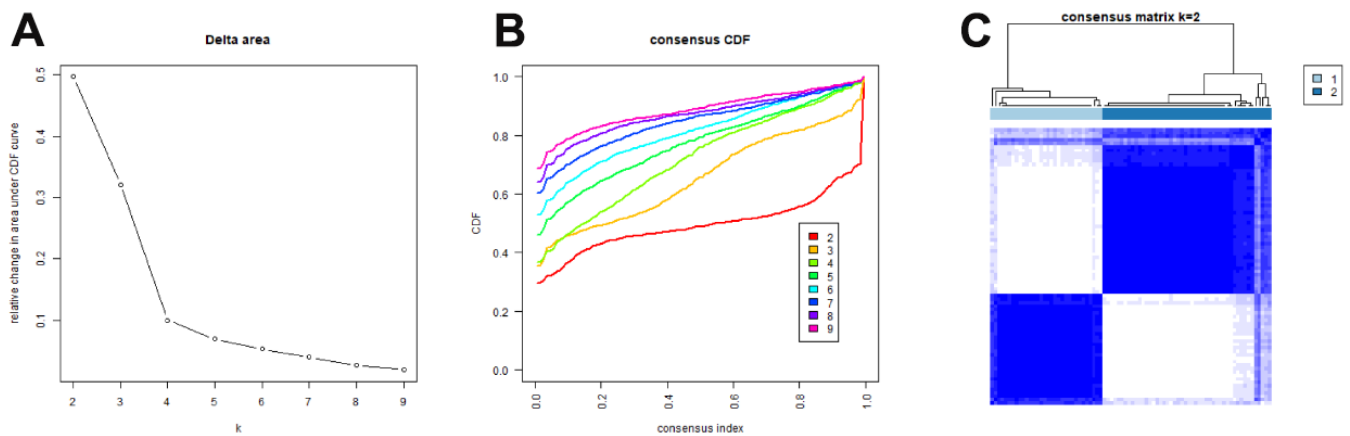 A
Delta area
relative change in area under CDF curve
0.5
0.4
0.3
0.2
0.1
2 3 4 5 6 7 8 9
k
B
consensus CDF
CDF
1.0
0.8
0.6
0.4
0.2
0.0
0.0 0.2 0.4 0.6 0.8 1.0
consensus index
2
3
4
5
6
7
8
9
C
consensus matrix k=2
1
2